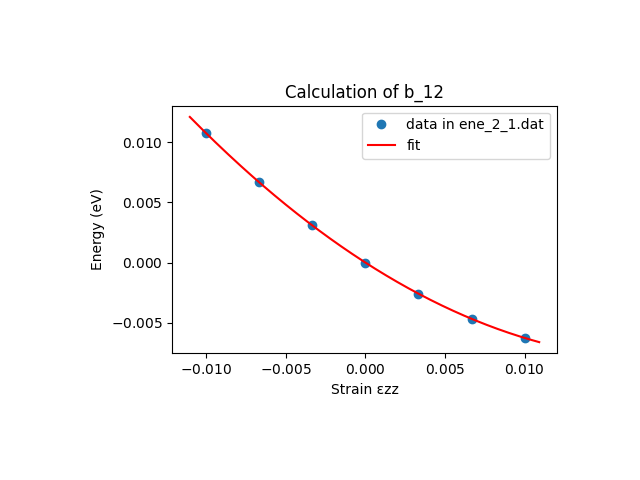 Calculation of b_12
data in ene_2_1.dat
fit
Energy (eV)
0.010
0.005
0.000
−0.005
−0.010
−0.005
0.000
0.005
0.010
Strain εzz